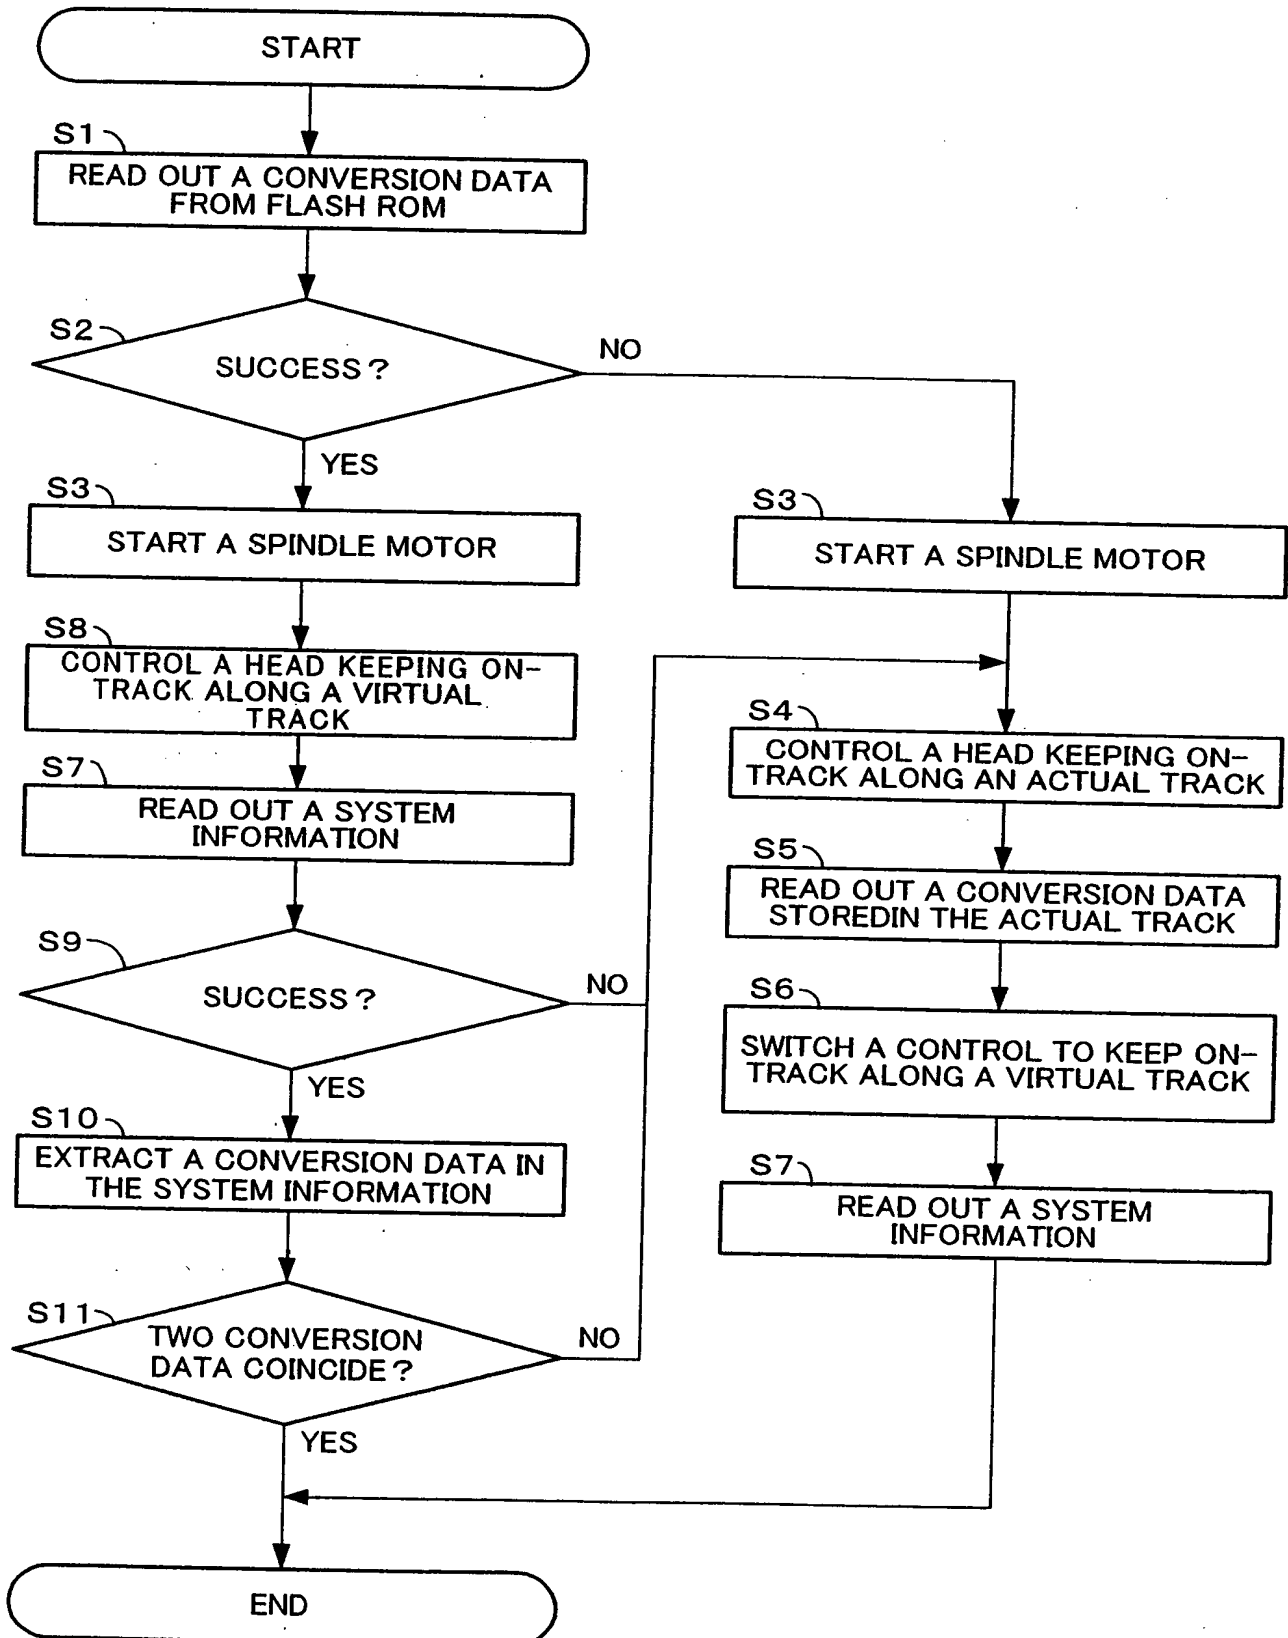 START
S1
READ OUT A CONVERSION DATA
FROM FLASH ROM
S2
SUCCESS?
NO
YES
S3
START A SPINDLE MOTOR
S8
CONTROL A HEAD KEEPING ON-
TRACK ALONG A VIRTUAL
TRACK
S7
READ OUT A SYSTEM
INFORMATION
S9
SUCCESS?
NO
YES
S10
EXTRACT A CONVERSION DATA IN
THE SYSTEM INFORMATION
S11
TWO CONVERSION
DATA COINCIDE?
NO
YES
S3
START A SPINDLE MOTOR
S4
CONTROL A HEAD KEEPING ON-
TRACK ALONG AN ACTUAL TRACK
S5
READ OUT A CONVERSION DATA
STOREDIN THE ACTUAL TRACK
S6
SWITCH A CONTROL TO KEEP ON-
TRACK ALONG A VIRTUAL TRACK
S7
READ OUT A SYSTEM
INFORMATION
END